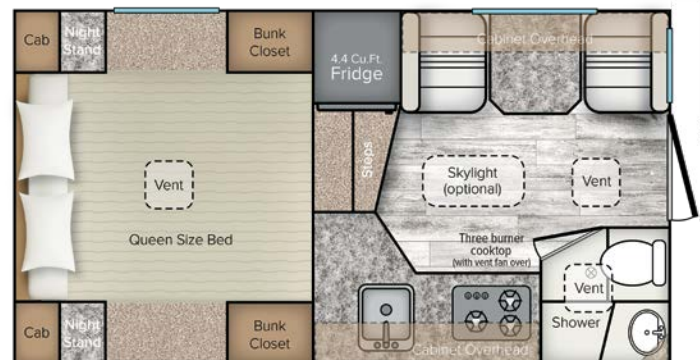 Cab
Night
Stand
Bunk
Closet
4.4 Cu.Ft.
Fridge
Cabinet Overhead
Steps
Skylight
(optional)
Vent
Vent
Queen Size Bed
Three burner
cooktop
(with vent fan over)
Vent
Shower
Cab
Night
Stand
Bunk
Closet
Cabinet Overhead